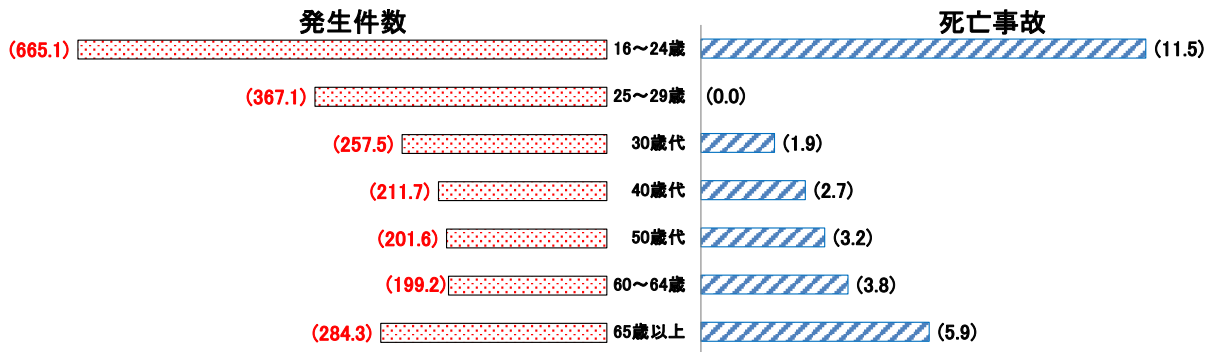 発生件数 死亡事故
(665.1) 16～24歳 (11.5)
(367.1) 25～29歳 (0.0)
(257.5) 30歳代 (1.9)
(211.7) 40歳代 (2.7)
(201.6) 50歳代 (3.2)
(199.2) 60～64歳 (3.8)
(284.3) 65歳以上 (5.9)